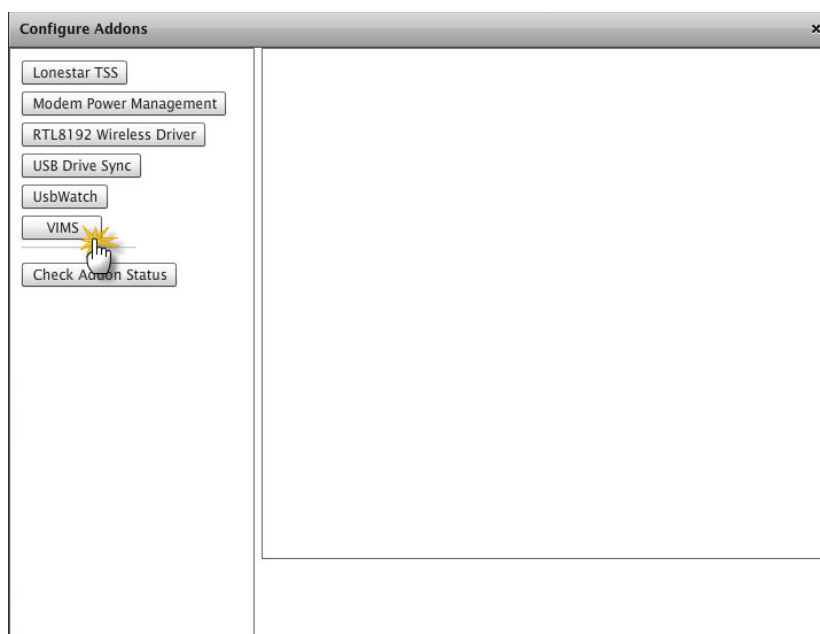 Configure Addons
×
Lonestar TSS
Modem Power Management
RTL8192 Wireless Driver
USB Drive Sync
UsbWatch
VIMS
Check Addon Status